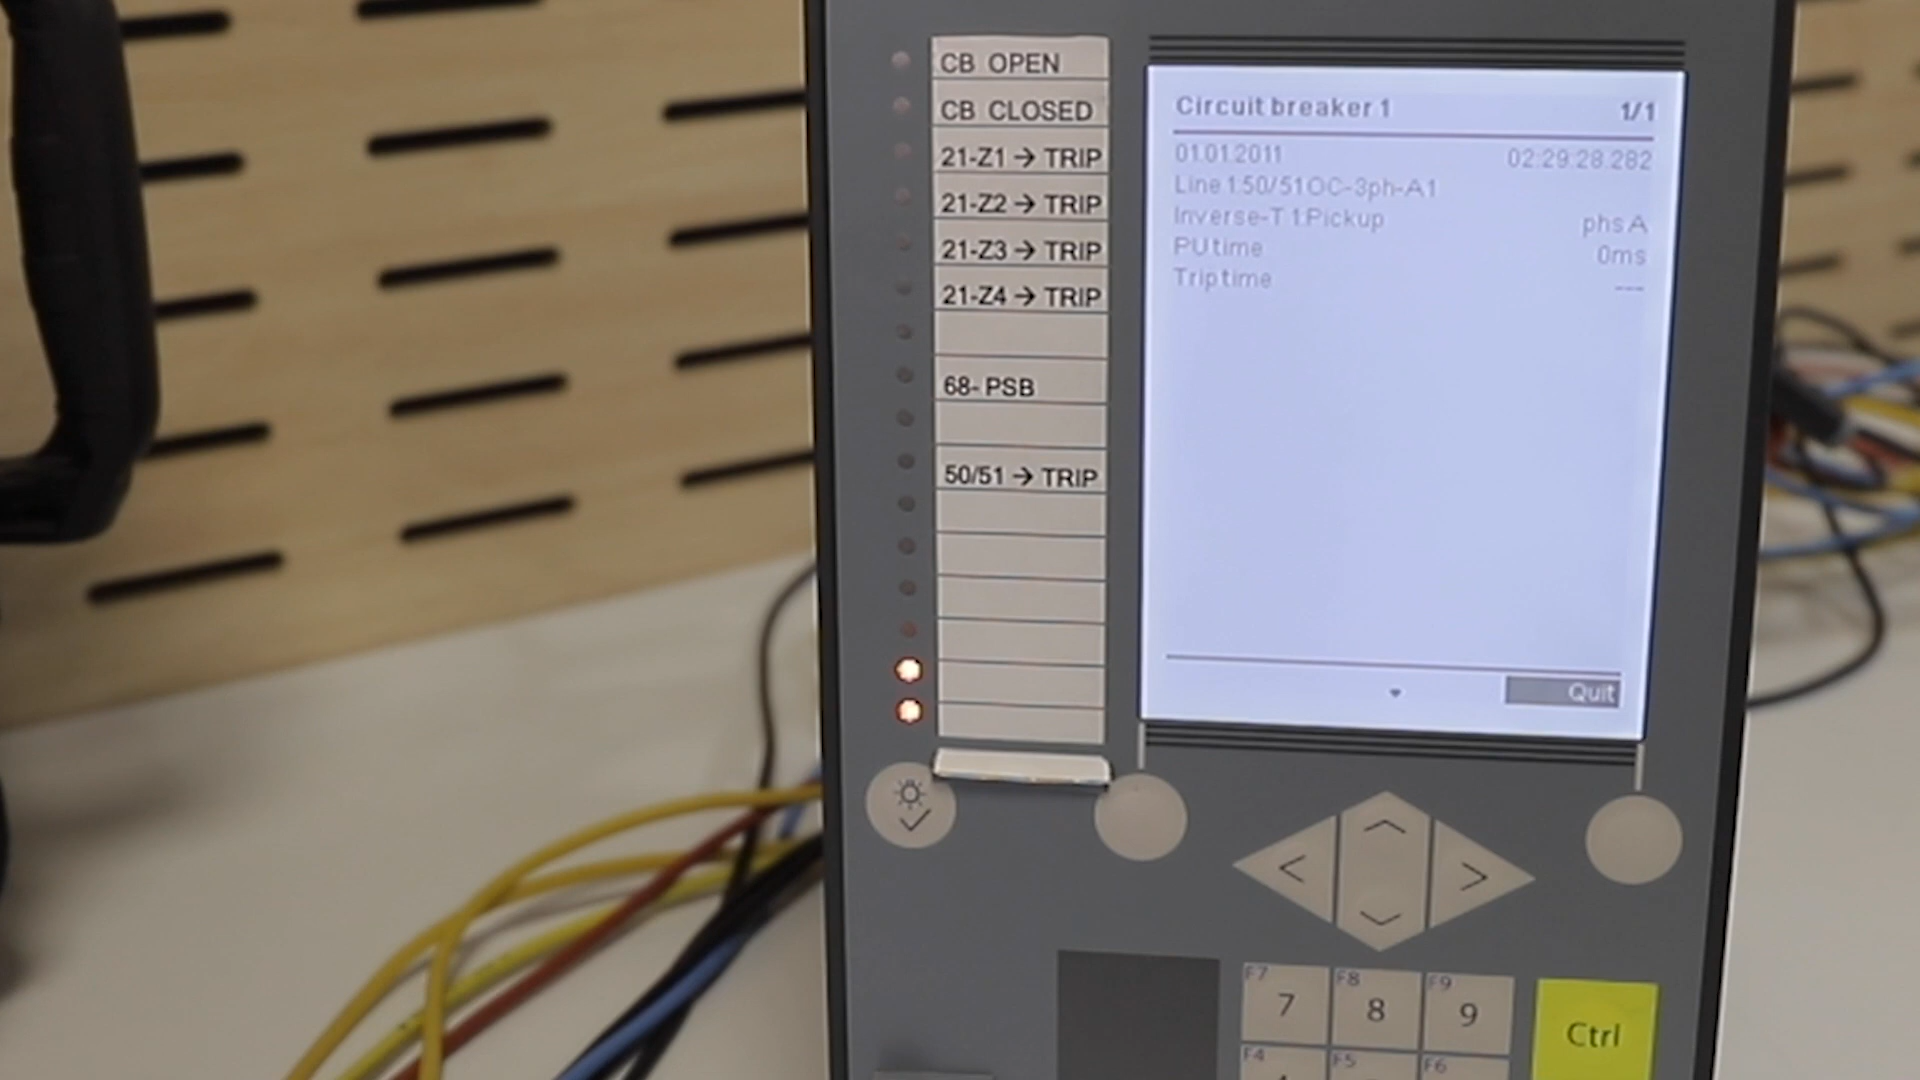 CB OPEN
CB CLOSED
21-Z1 → TRIP
21-Z2 → TRIP
21-Z3 → TRIP
21-Z4 → TRIP
68- PSB
50/51 → TRIP
Circuit breaker 1 1/1
01.01.2011 02:29:28.282
Line 1:50/51 OC-3ph-A1
Inverse-T 1:Pickup phs A
PU time 0ms
Trip time ---
Quit
F7 7 F8 8 F9 9
Ctrl
F4 F5 F6